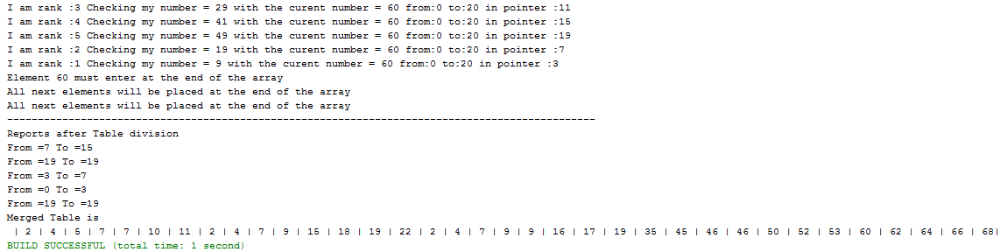 I am rank :3 Checking my number = 29 with the curent number = 60 from:0 to:20 in pointer :11
I am rank :4 Checking my number = 41 with the curent number = 60 from:0 to:20 in pointer :15
I am rank :5 Checking my number = 49 with the curent number = 60 from:0 to:20 in pointer :19
I am rank :2 Checking my number = 19 with the curent number = 60 from:0 to:20 in pointer :7
I am rank :1 Checking my number = 9 with the curent number = 60 from:0 to:20 in pointer :3
Element 60 must enter at the end of the array
All next elements will be placed at the end of the array
All next elements will be placed at the end of the array
------------------------------------------------------------------------------------------------
Reports after Table division
From =7 To =15
From =19 To =19
From =3 To =7
From =0 To =3
From =19 To =19
Merged Table is
| 2 | 4 | 5 | 7 | 7 | 10 | 11 | 2 | 4 | 7 | 9 | 15 | 18 | 19 | 22 | 2 | 4 | 7 | 9 | 9 | 16 | 17 | 19 | 35 | 45 | 46 | 46 | 50 | 52 | 53 | 60 | 62 | 64 | 66 | 68|
BUILD SUCCESSFUL (total time: 1 second)